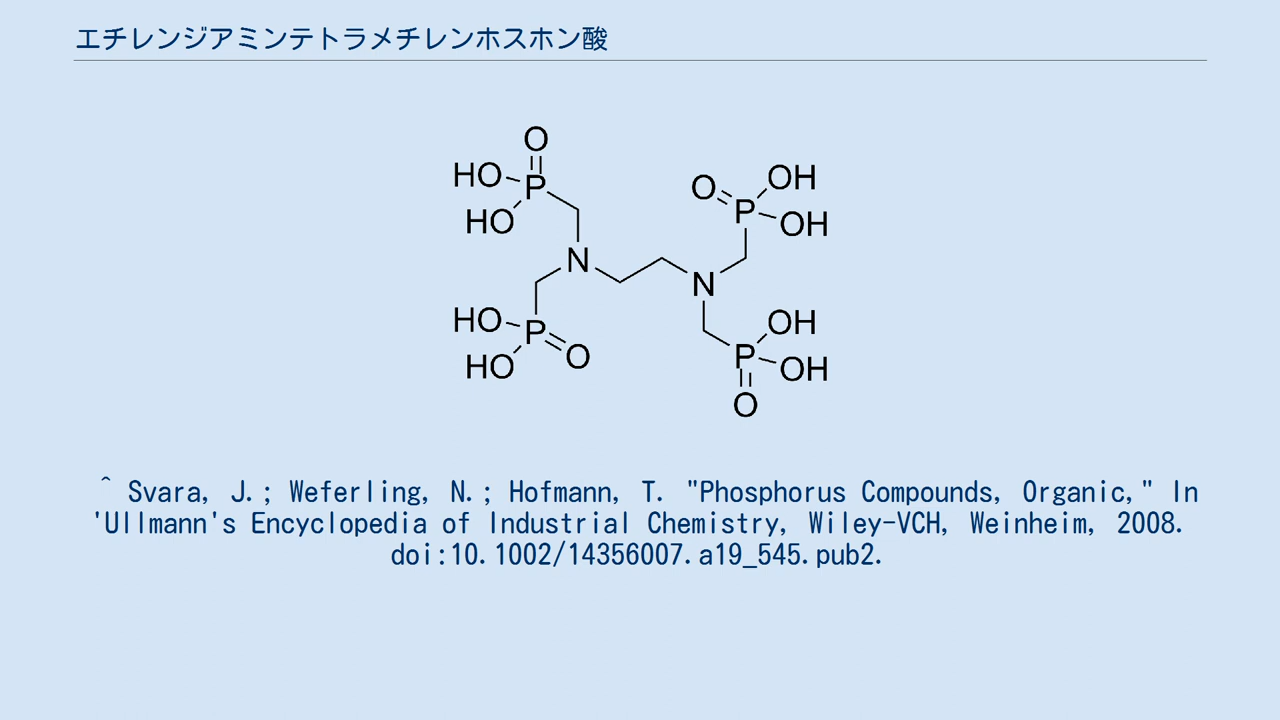 エチレンジアミンテトラメチレンホスホン酸
O
HO P
HO
O P OH
OH
N
N
HO P
HO O
OH
P OH
O
^ Svara, J.; Weferling, N.; Hofmann, T. "Phosphorus Compounds, Organic," In
'Ullmann's Encyclopedia of Industrial Chemistry, Wiley-VCH, Weinheim, 2008.
doi:10.1002/14356007.a19_545.pub2.